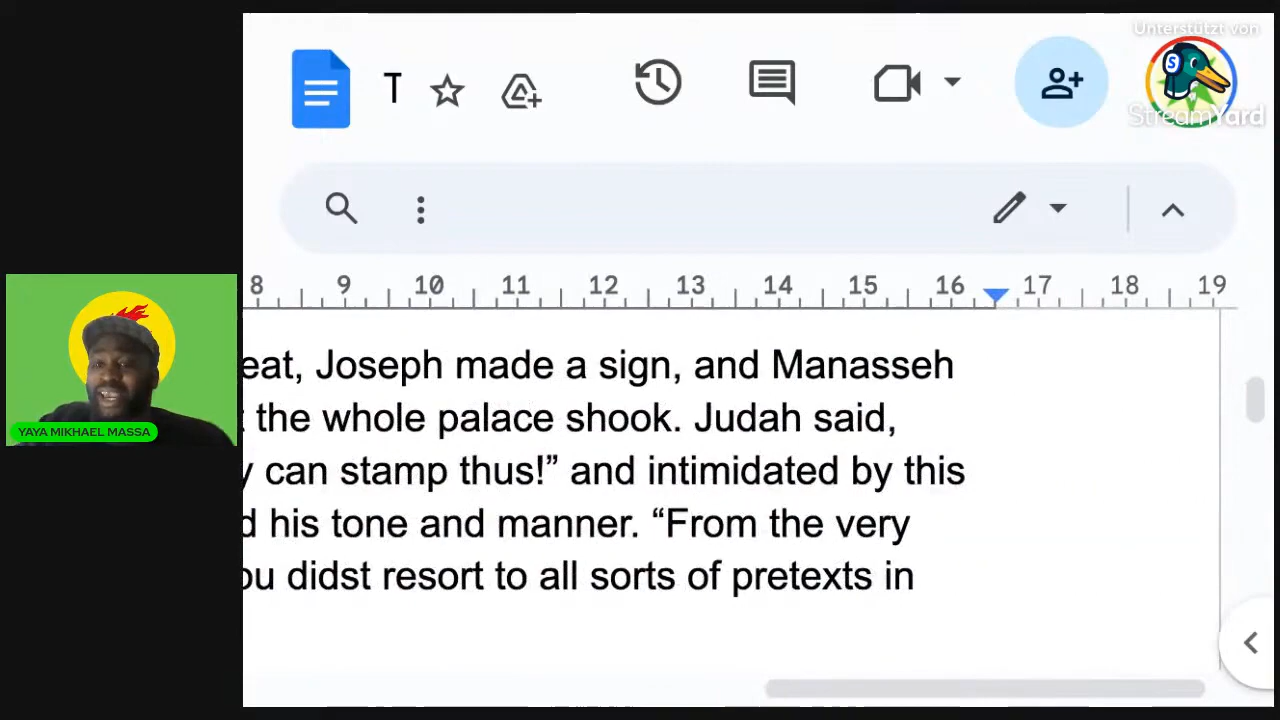 Unterstützt von
StreamYard
T
8 9 10 11 12 13 14 15 16 17 18 19
eat, Joseph made a sign, and Manasseh
the whole palace shook. Judah said,
y can stamp thus!” and intimidated by this
d his tone and manner. “From the very
ou didst resort to all sorts of pretexts in
YAYA MIKHAEL MASSA